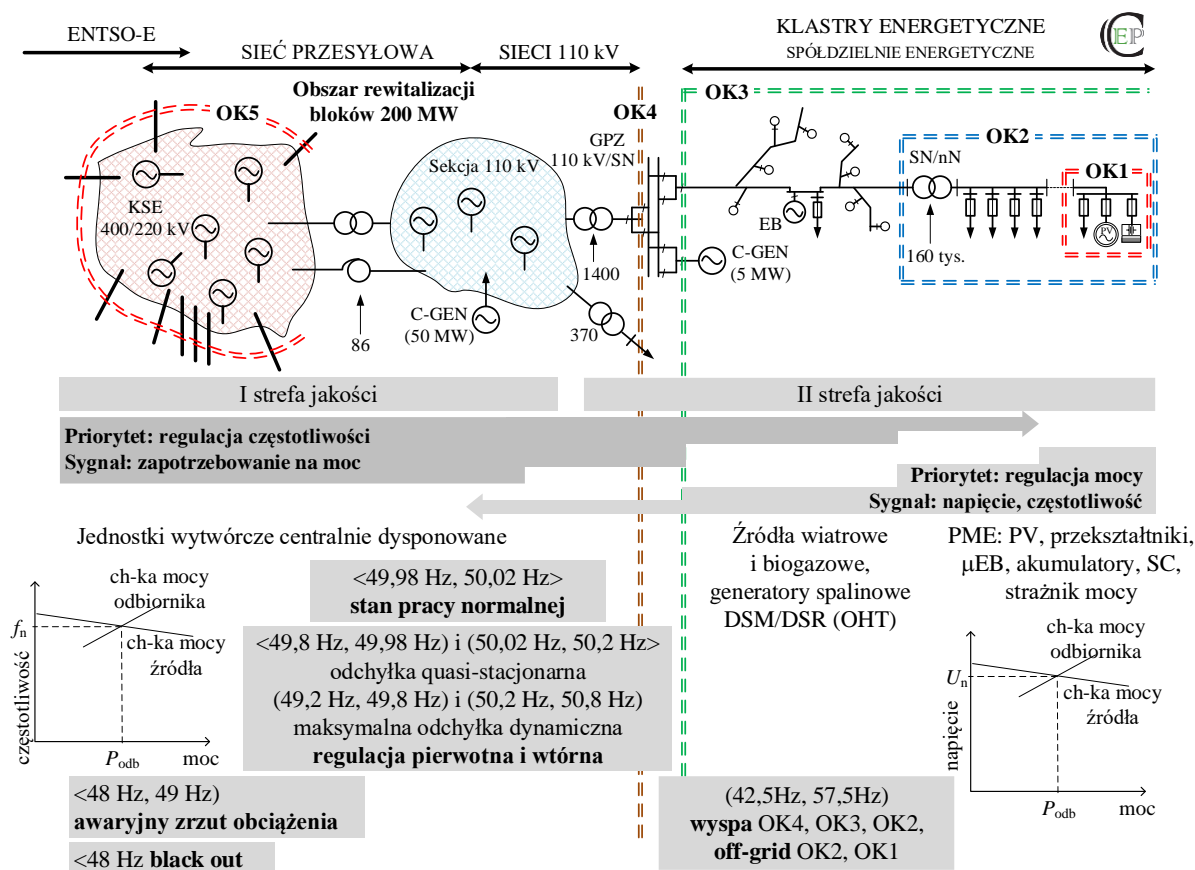 ENTSO-E
SIEĆ PRZESYŁOWA
SIECI 110 kV
KLASTRY ENERGETYCZNE
SPÓŁDZIELNIE ENERGETYCZNE
CEP
Obszar rewitalizacji
bloków 200 MW
OK5
OK4
OK3
OK2
OK1
GPZ
110 kV/SN
SN/nN
Sekcja 110 kV
KSE
400/220 kV
EB
PV
160 tys.
C-GEN
(5 MW)
1400
C-GEN
(50 MW)
86
370
I strefa jakości
II strefa jakości
Priorytet: regulacja częstotliwości
Sygnał: zapotrzebowanie na moc
Priorytet: regulacja mocy
Sygnał: napięcie, częstotliwość
Jednostki wytwórcze centralnie dysponowane
<49,98 Hz, 50,02 Hz>
stan pracy normalnej
<49,8 Hz, 49,98 Hz) i (50,02 Hz, 50,2 Hz>
odchyłka quasi-stacjonarna
(49,2 Hz, 49,8 Hz) i (50,2 Hz, 50,8 Hz)
maksymalna odchyłka dynamiczna
regulacja pierwotna i wtórna
ch-ka mocy
odbiornika
fn
ch-ka mocy
źródła
częstotliwość
Podb
moc
<48 Hz, 49 Hz)
awaryjny zrzut obciążenia
<48 Hz black out
Źródła wiatrowe
i biogazowe,
generatory spalinowe
DSM/DSR (OHT)
PME: PV, przekształtniki,
μEB, akumulatory, SC,
strażnik mocy
ch-ka mocy
odbiornika
Un
ch-ka mocy
źródła
napięcie
Podb
moc
(42,5Hz, 57,5Hz)
wyspa OK4, OK3, OK2,
off-grid OK2, OK1